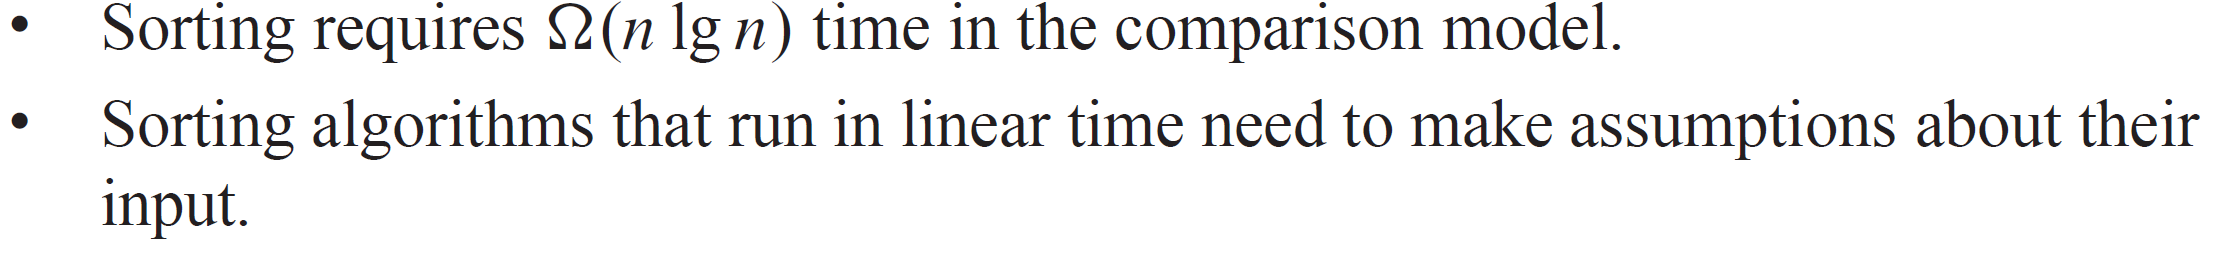 • Sorting requires Ω(n lg n) time in the comparison model.
• Sorting algorithms that run in linear time need to make assumptions about their
input.